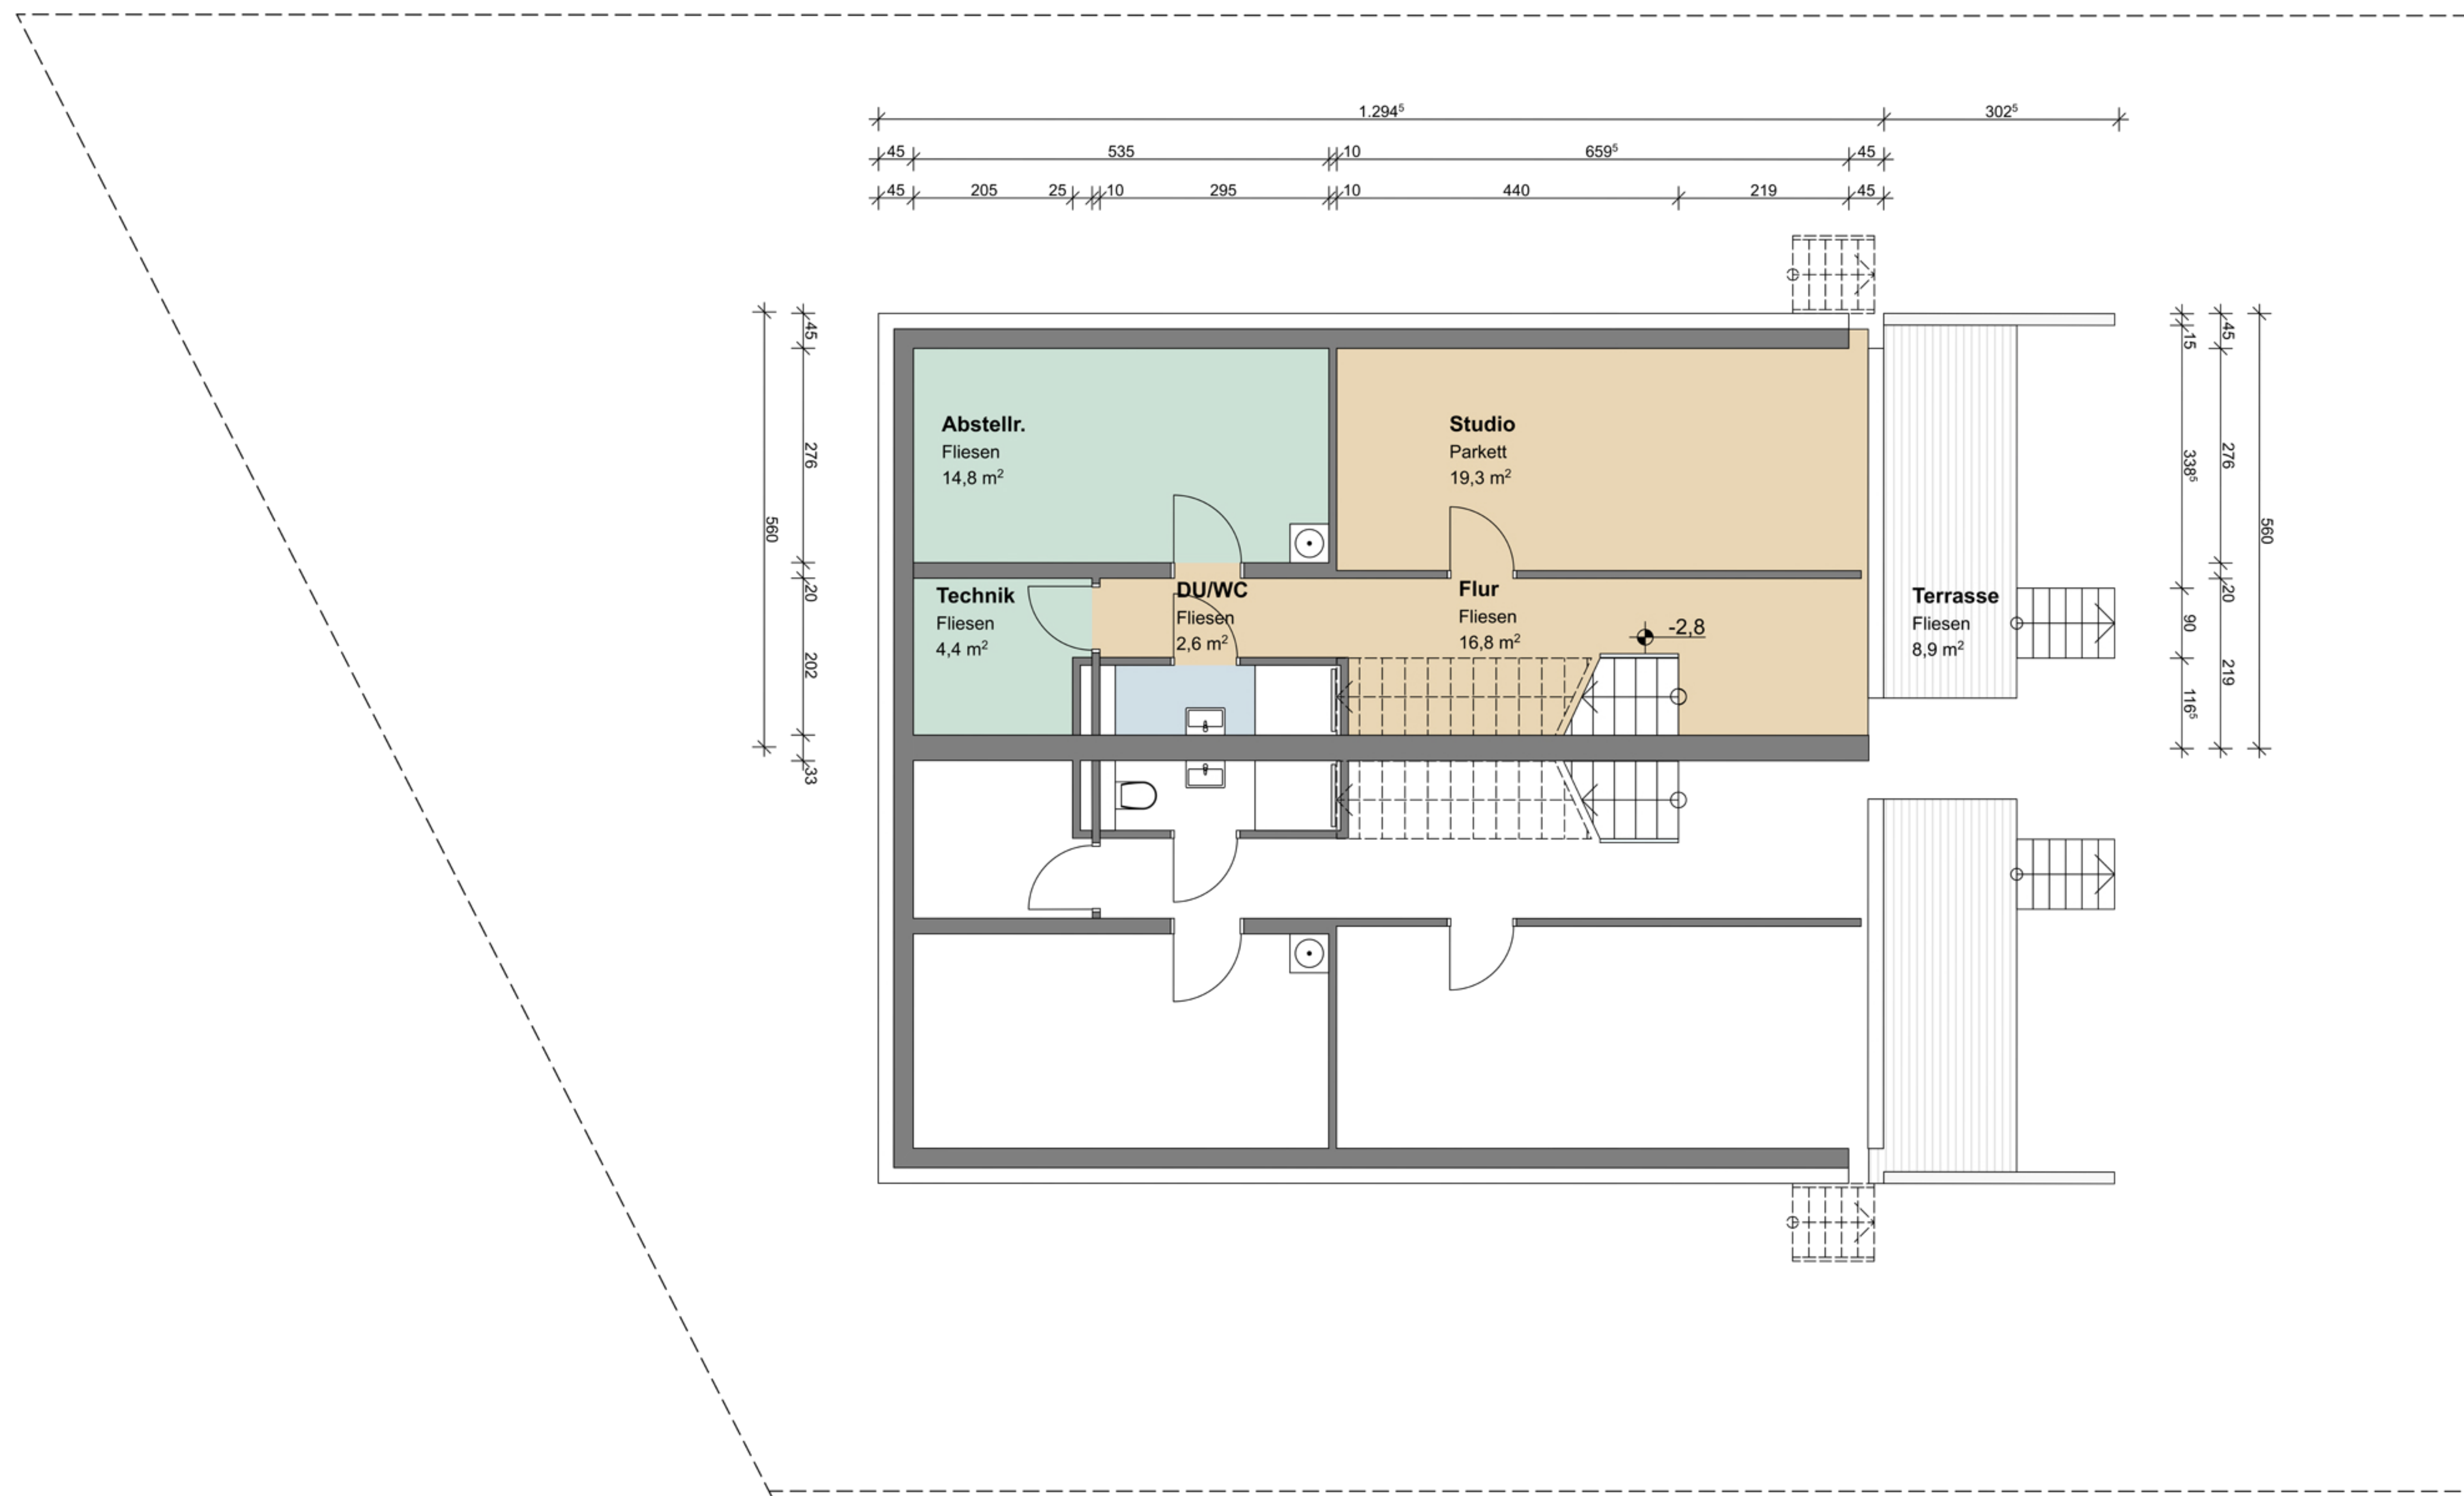 1.294⁵ 302⁵
45 535 10 659⁵ 45
45 205 25 10 295 10 440 219 45
560
45
276
20
202
33
Abstellr.
Fliesen
14,8 m²
Studio
Parkett
19,3 m²
Technik
Fliesen
4,4 m²
DU/WC
Fliesen
2,6 m²
Flur
Fliesen
16,8 m²
-2,8
Terrasse
Fliesen
8,9 m²
15
338⁵
90
116⁵
45
276
20
219
560